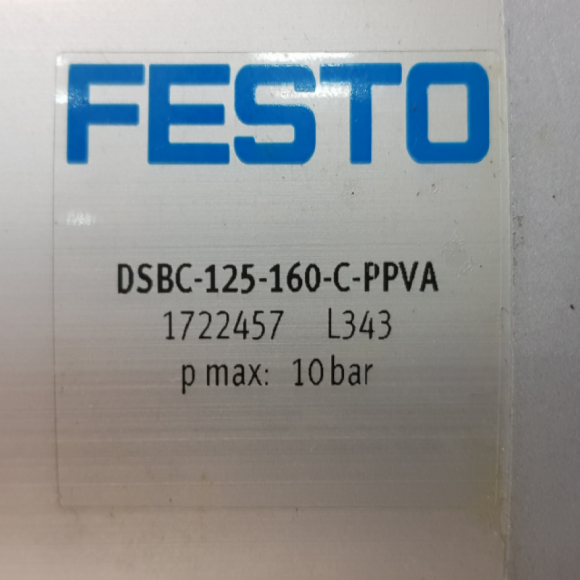 FESTO
DSBC-125-160-C-PPVA
1722457 L343
p max: 10 bar